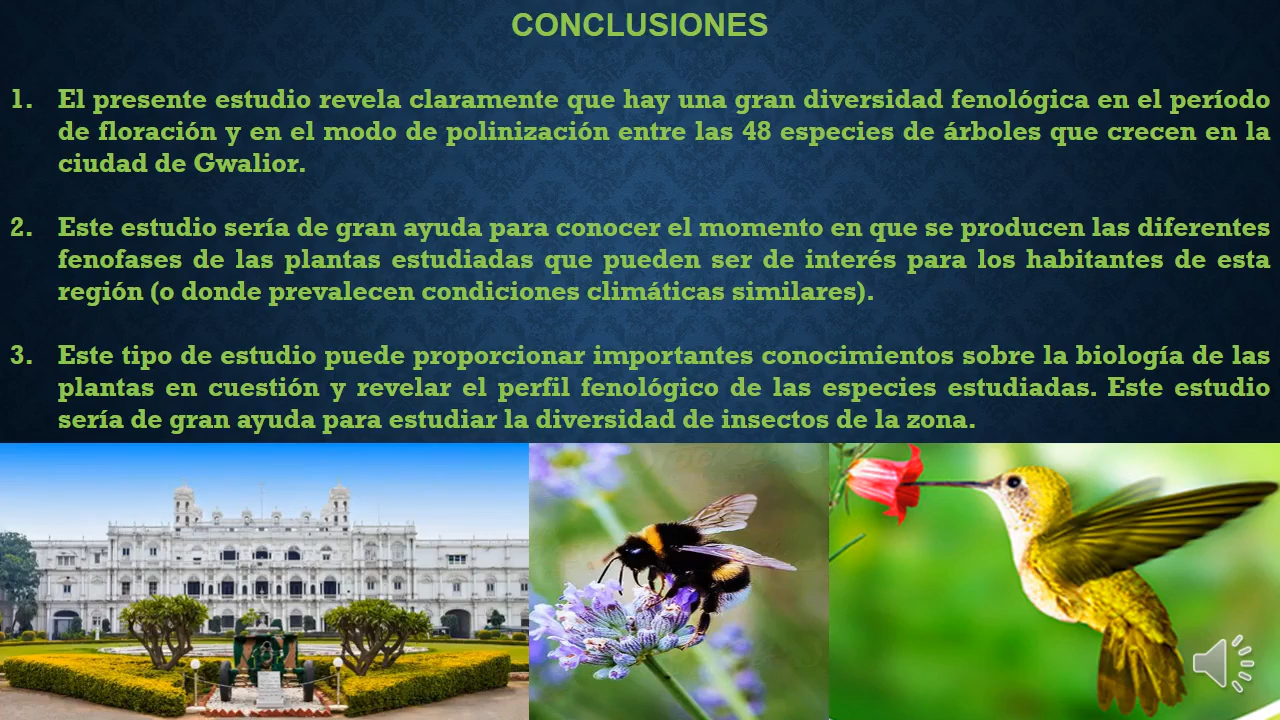 CONCLUSIONES
1. El presente estudio revela claramente que hay una gran diversidad fenológica en el período
de floración y en el modo de polinización entre las 48 especies de árboles que crecen en la
ciudad de Gwalior.
2. Este estudio sería de gran ayuda para conocer el momento en que se producen las diferentes
fenofases de las plantas estudiadas que pueden ser de interés para los habitantes de esta
región (o donde prevalecen condiciones climáticas similares).
3. Este tipo de estudio puede proporcionar importantes conocimientos sobre la biología de las
plantas en cuestión y revelar el perfil fenológico de las especies estudiadas. Este estudio
sería de gran ayuda para estudiar la diversidad de insectos de la zona.